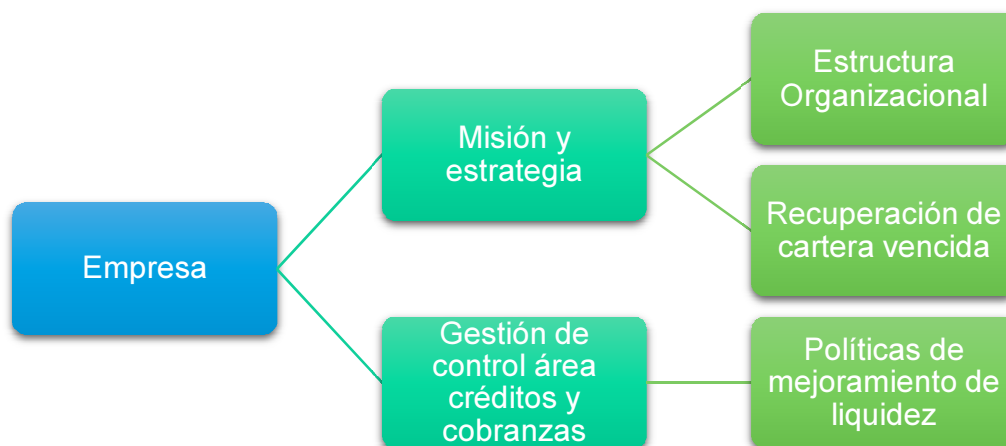 Empresa
Misión y
estrategia
Gestión de
control área
créditos y
cobranzas
Estructura
Organizacional
Recuperación de
cartera vencida
Políticas de
mejoramiento de
liquidez